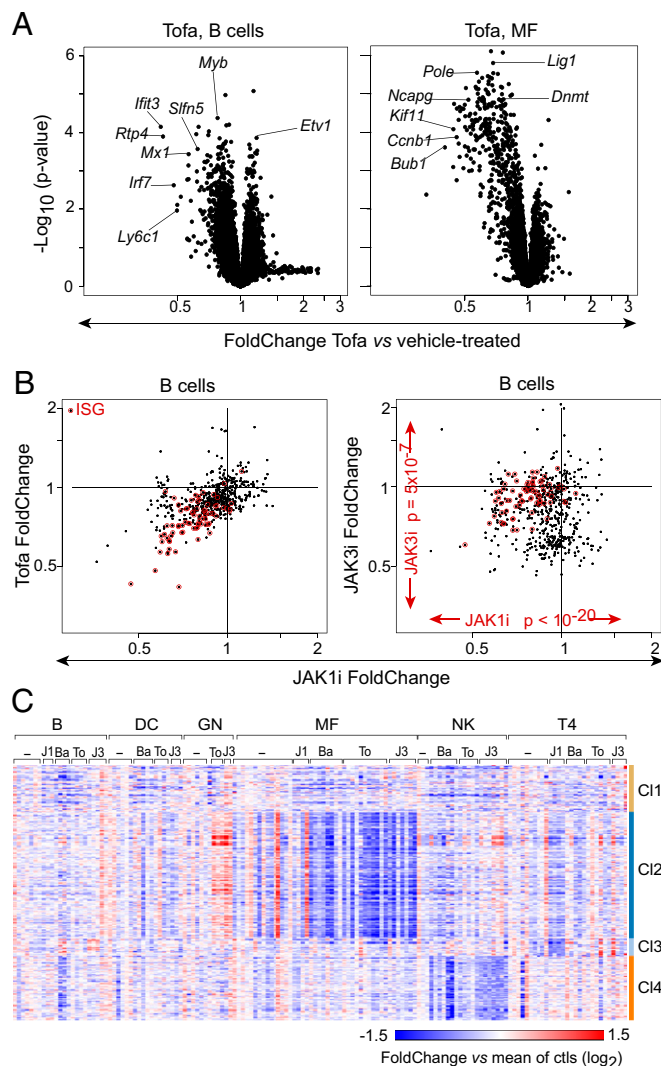 A
Tofa, B cells
Tofa, MF
-Log10 (p-value)
6
4
2
0
Myb
Ifit3
Slfn5
Rtp4
Etv1
Mx1
Irf7
Ly6c1
Pole
Lig1
Ncapg
Dnmt
Kif11
Ccnb1
Bub1
0.5 1 2 3
0.5 1 2 3
FoldChange Tofa vs vehicle-treated
B
B cells
B cells
Tofa FoldChange
2
1
0.5
ISG
0.5 1 2
JAK3i FoldChange
2
1
0.5
JAK3i p = 5x10-7
JAK1i p < 10-20
0.5 1 2
JAK1i FoldChange
C
B DC GN MF NK T4
– J1 Ba To J3 – Ba To J3 – To J3 – J1 Ba To J3 – Ba To J3 – J1 Ba To J3
Cl1
Cl2
Cl3
Cl4
-1.5 1.5
FoldChange vs mean of ctls (log2)